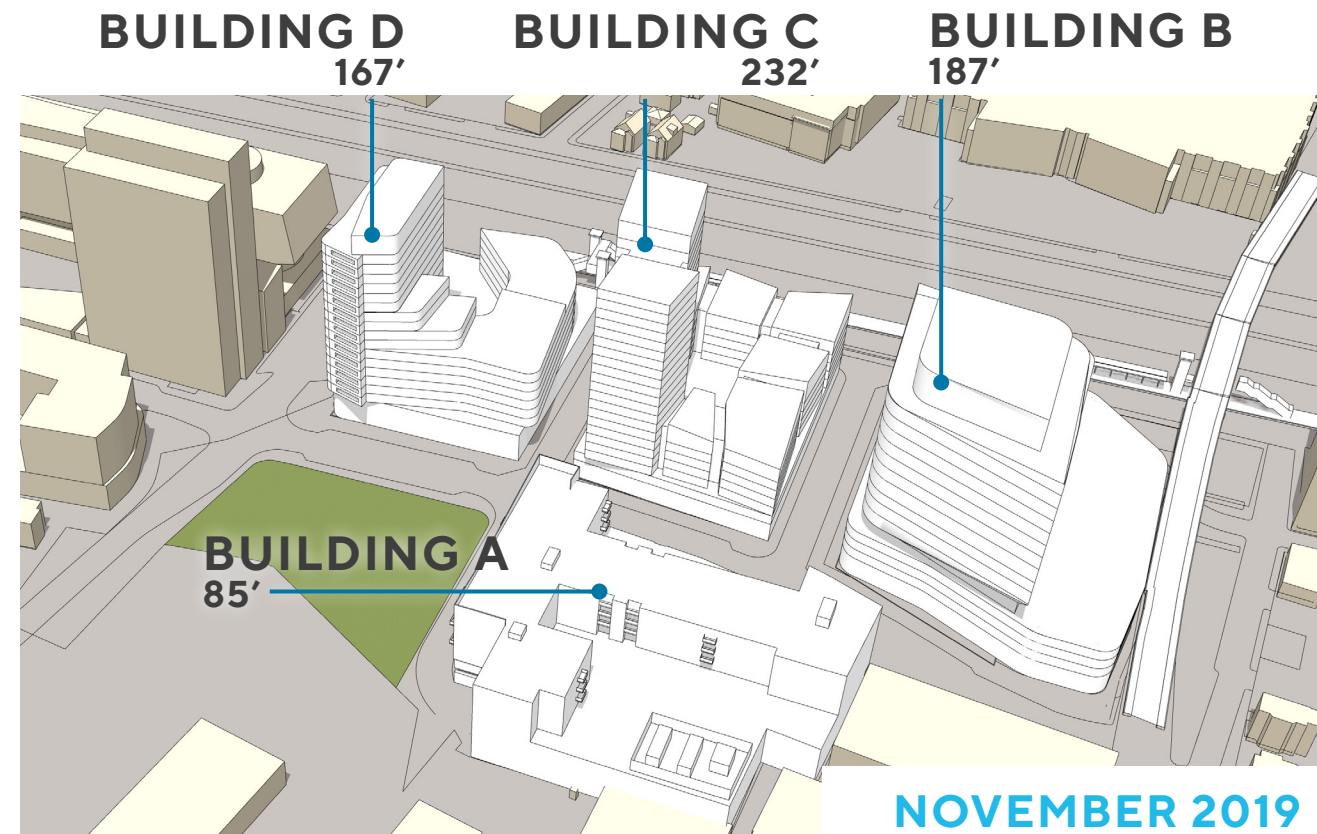 BUILDING D
167′
BUILDING C
232′
BUILDING B
187′
BUILDING A
85′
NOVEMBER 2019